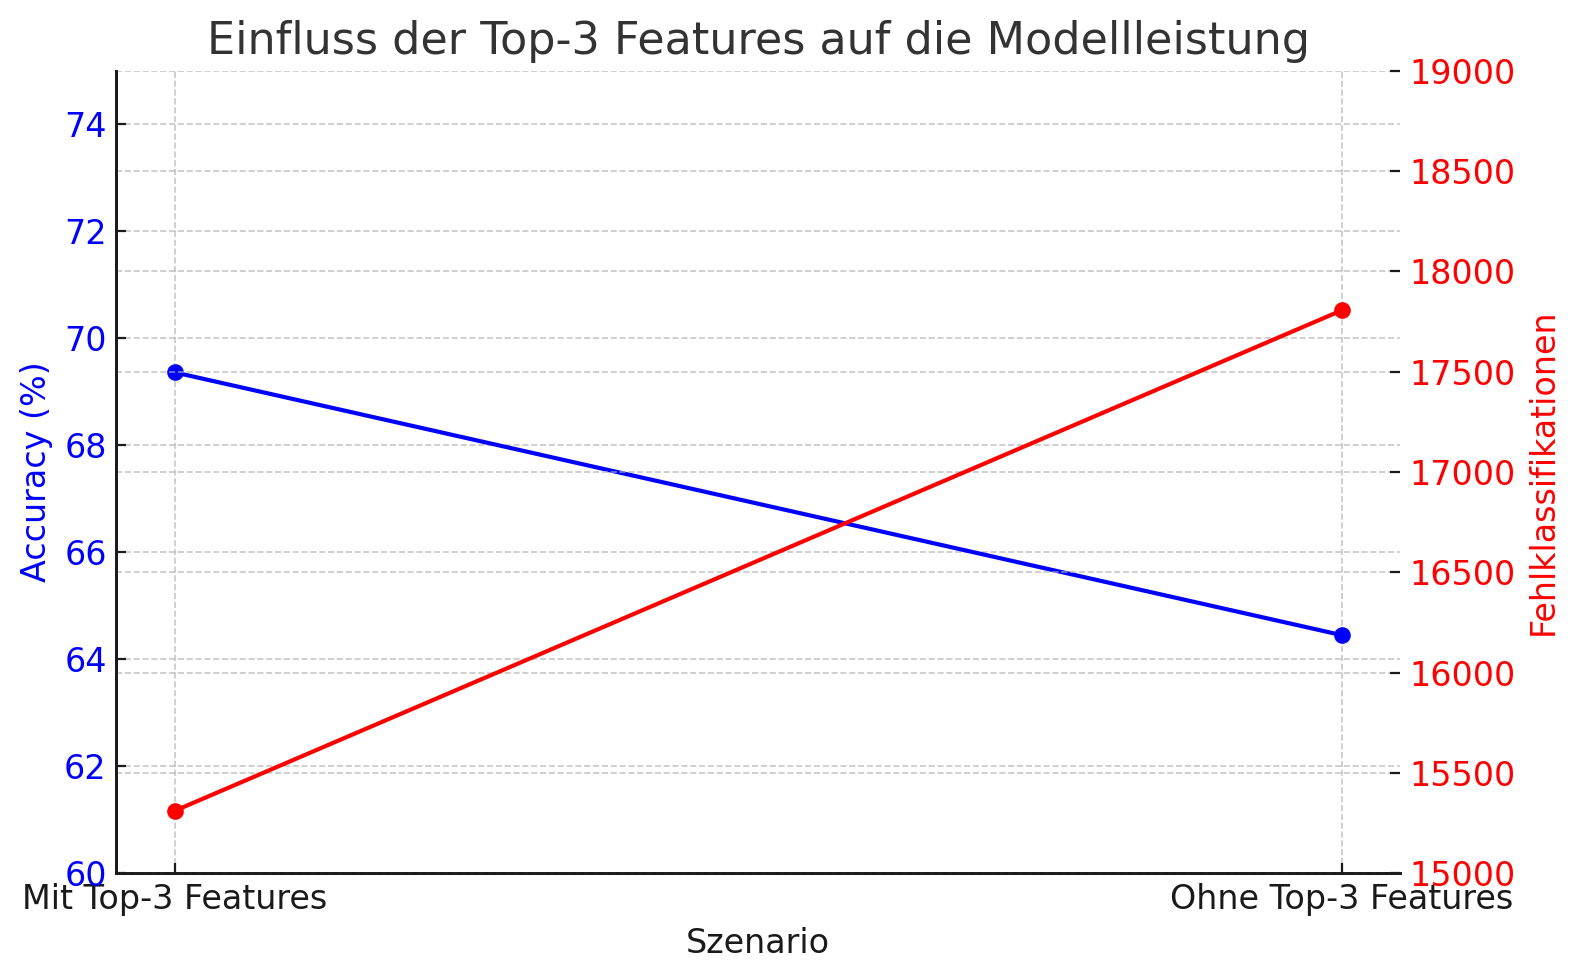 Einfluss der Top-3 Features auf die Modellleistung
Accuracy (%)
74
72
70
68
66
64
62
60
19000
18500
18000
17500
17000
16500
16000
15500
15000
Fehlklassifikationen
Mit Top-3 Features
Ohne Top-3 Features
Szenario